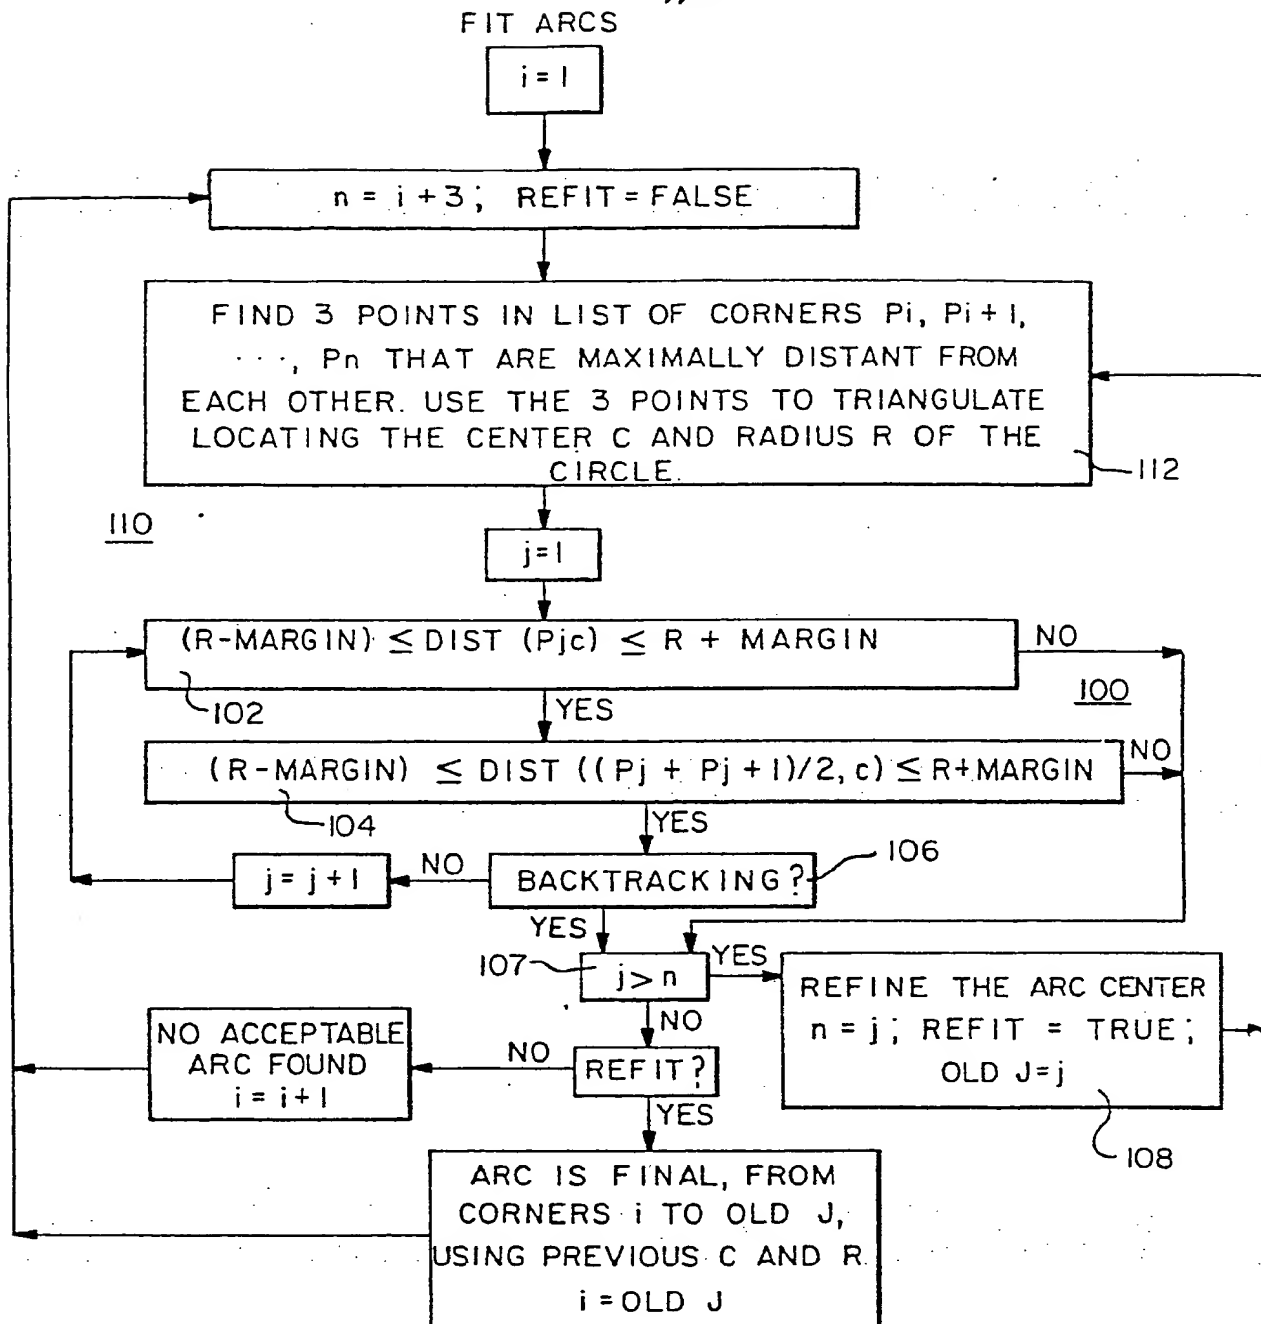 FIT ARCS
i = 1
n = i + 3 ; REFIT = FALSE
FIND 3 POINTS IN LIST OF CORNERS Pi, Pi + 1,
..., Pn THAT ARE MAXIMALLY DISTANT FROM
EACH OTHER. USE THE 3 POINTS TO TRIANGULATE
LOCATING THE CENTER C AND RADIUS R OF THE
CIRCLE.
112
110
j=1
(R-MARGIN) ≤ DIST (Pjc) ≤ R + MARGIN
NO
102
YES
100
(R-MARGIN) ≤ DIST ((Pj + Pj + 1)/2, c) ≤ R+MARGIN
NO
104
YES
106
j = j + 1
NO
BACKTRACKING?
YES
107
j > n
YES
REFINE THE ARC CENTER
n = j ; REFIT = TRUE ;
OLD J = j
108
NO
NO ACCEPTABLE
ARC FOUND
i = i + 1
NO
REFIT?
YES
ARC IS FINAL, FROM
CORNERS i TO OLD J,
USING PREVIOUS C AND R
i = OLD J